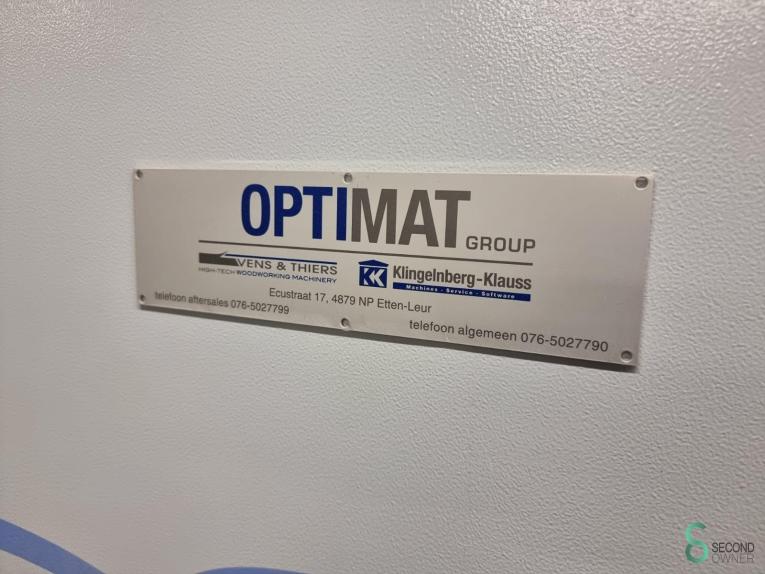 OPTIMAT GROUP
VENS & THIERS
HIGH-TECH WOODWORKING MACHINERY
KK Klingelnberg-Klauss
Machines - Service - Software
Ecustraat 17, 4879 NP Etten-Leur
telefoon aftersales 076-5027799
telefoon algemeen 076-5027790
SECOND
OWNER